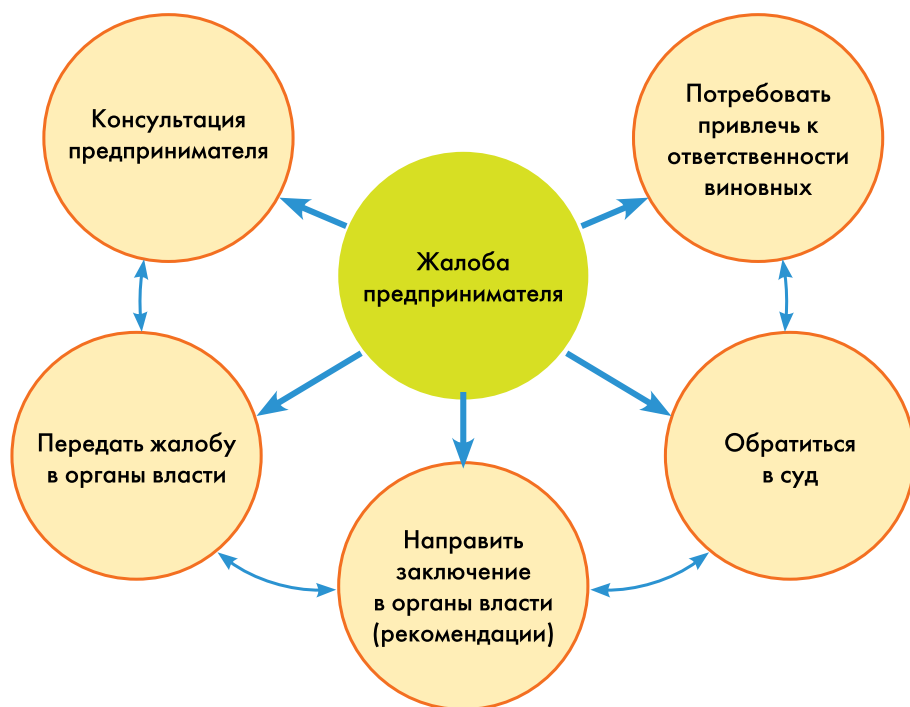 Консультация
предпринимателя
Потребовать
привлечь к
ответственности
виновных
Жалоба
предпринимателя
Передать жалобу
в органы власти
Обратиться
в суд
Направить
заключение
в органы власти
(рекомендации)